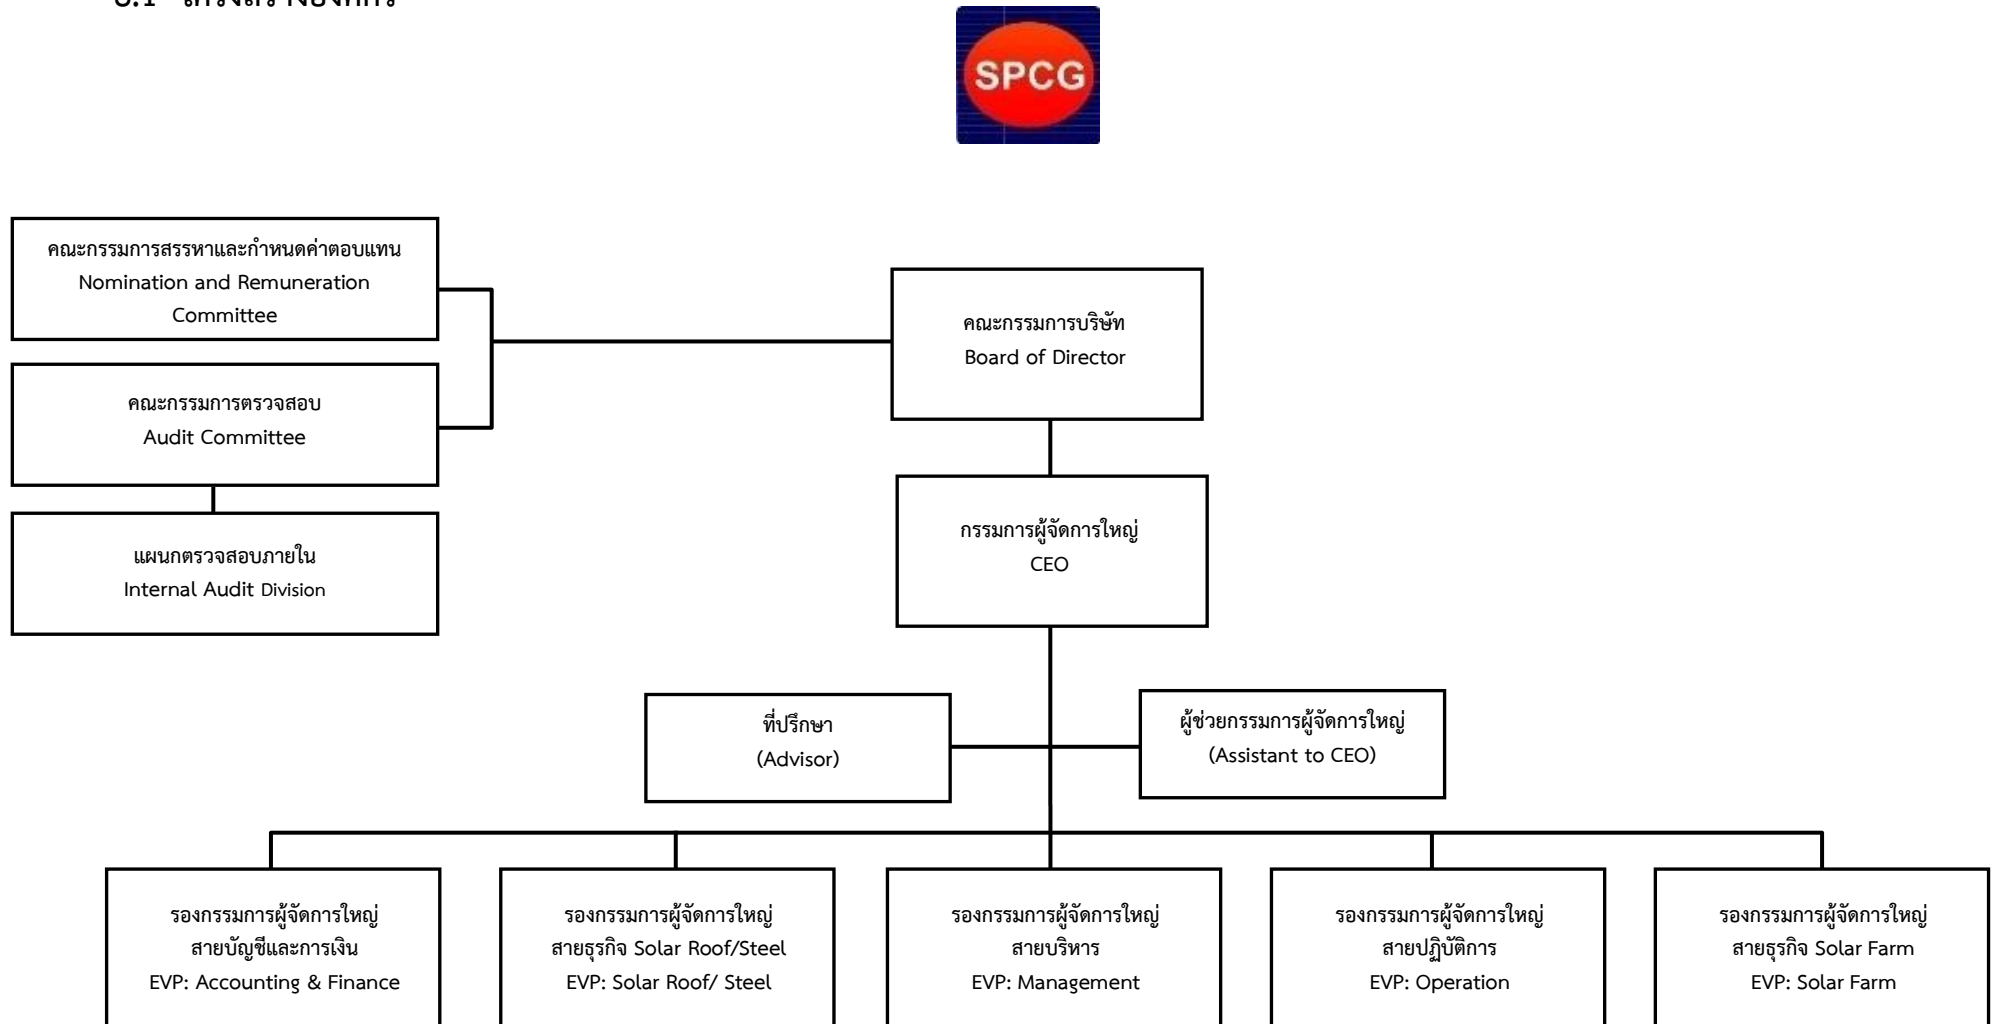 SPCG
คณะกรรมการสรรหาและกำหนดค่าตอบแทน
Nomination and Remuneration
Committee
คณะกรรมการบริษัท
Board of Director
คณะกรรมการตรวจสอบ
Audit Committee
กรรมการผู้จัดการใหญ่
CEO
แผนกตรวจสอบภายใน
Internal Audit Division
ที่ปรึกษา
(Advisor)
ผู้ช่วยกรรมการผู้จัดการใหญ่
(Assistant to CEO)
รองกรรมการผู้จัดการใหญ่
สายบัญชีและการเงิน
EVP: Accounting & Finance
รองกรรมการผู้จัดการใหญ่
สายธุรกิจ Solar Roof/Steel
EVP: Solar Roof/ Steel
รองกรรมการผู้จัดการใหญ่
สายบริหาร
EVP: Management
รองกรรมการผู้จัดการใหญ่
สายปฏิบัติการ
EVP: Operation
รองกรรมการผู้จัดการใหญ่
สายธุรกิจ Solar Farm
EVP: Solar Farm